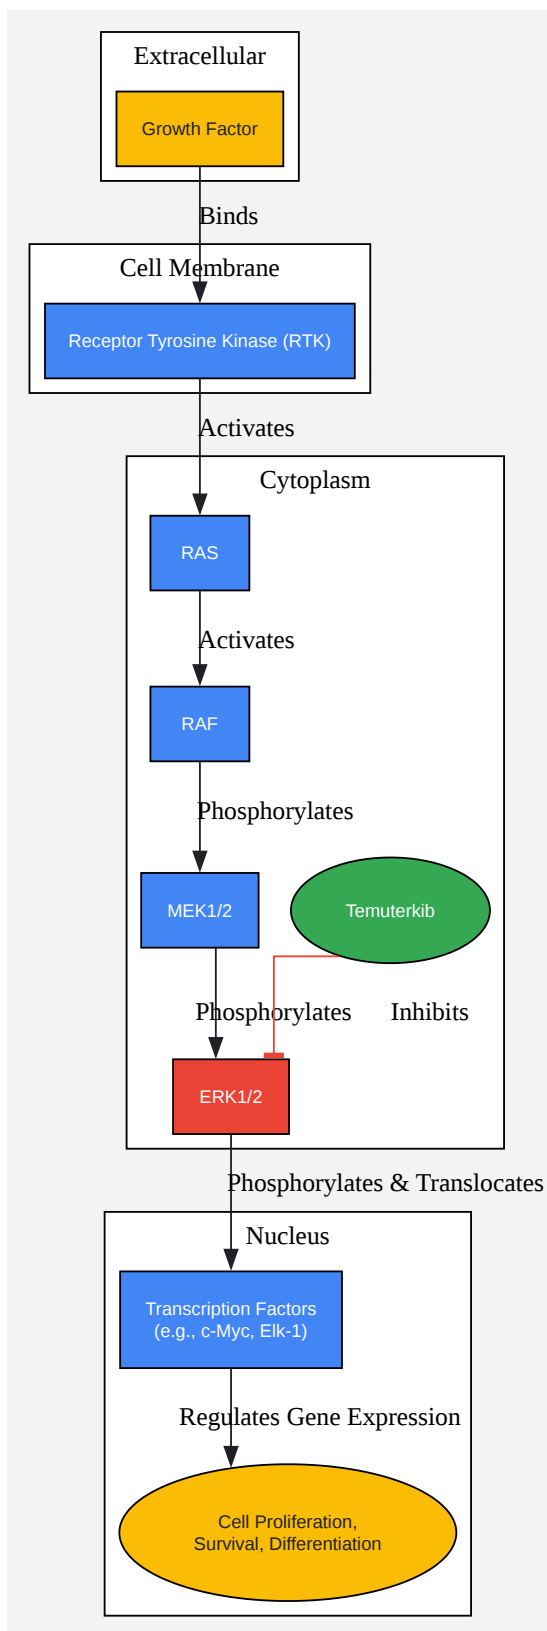 Extracellular
Growth Factor
Binds
Cell Membrane
Receptor Tyrosine Kinase (RTK)
Activates
Cytoplasm
RAS
Activates
RAF
Phosphorylates
MEK1/2
Temuterkib
Phosphorylates
Inhibits
ERK1/2
Phosphorylates & Translocates
Nucleus
Transcription Factors
(e.g., c-Myc, Elk-1)
Regulates Gene Expression
Cell Proliferation,
Survival, Differentiation